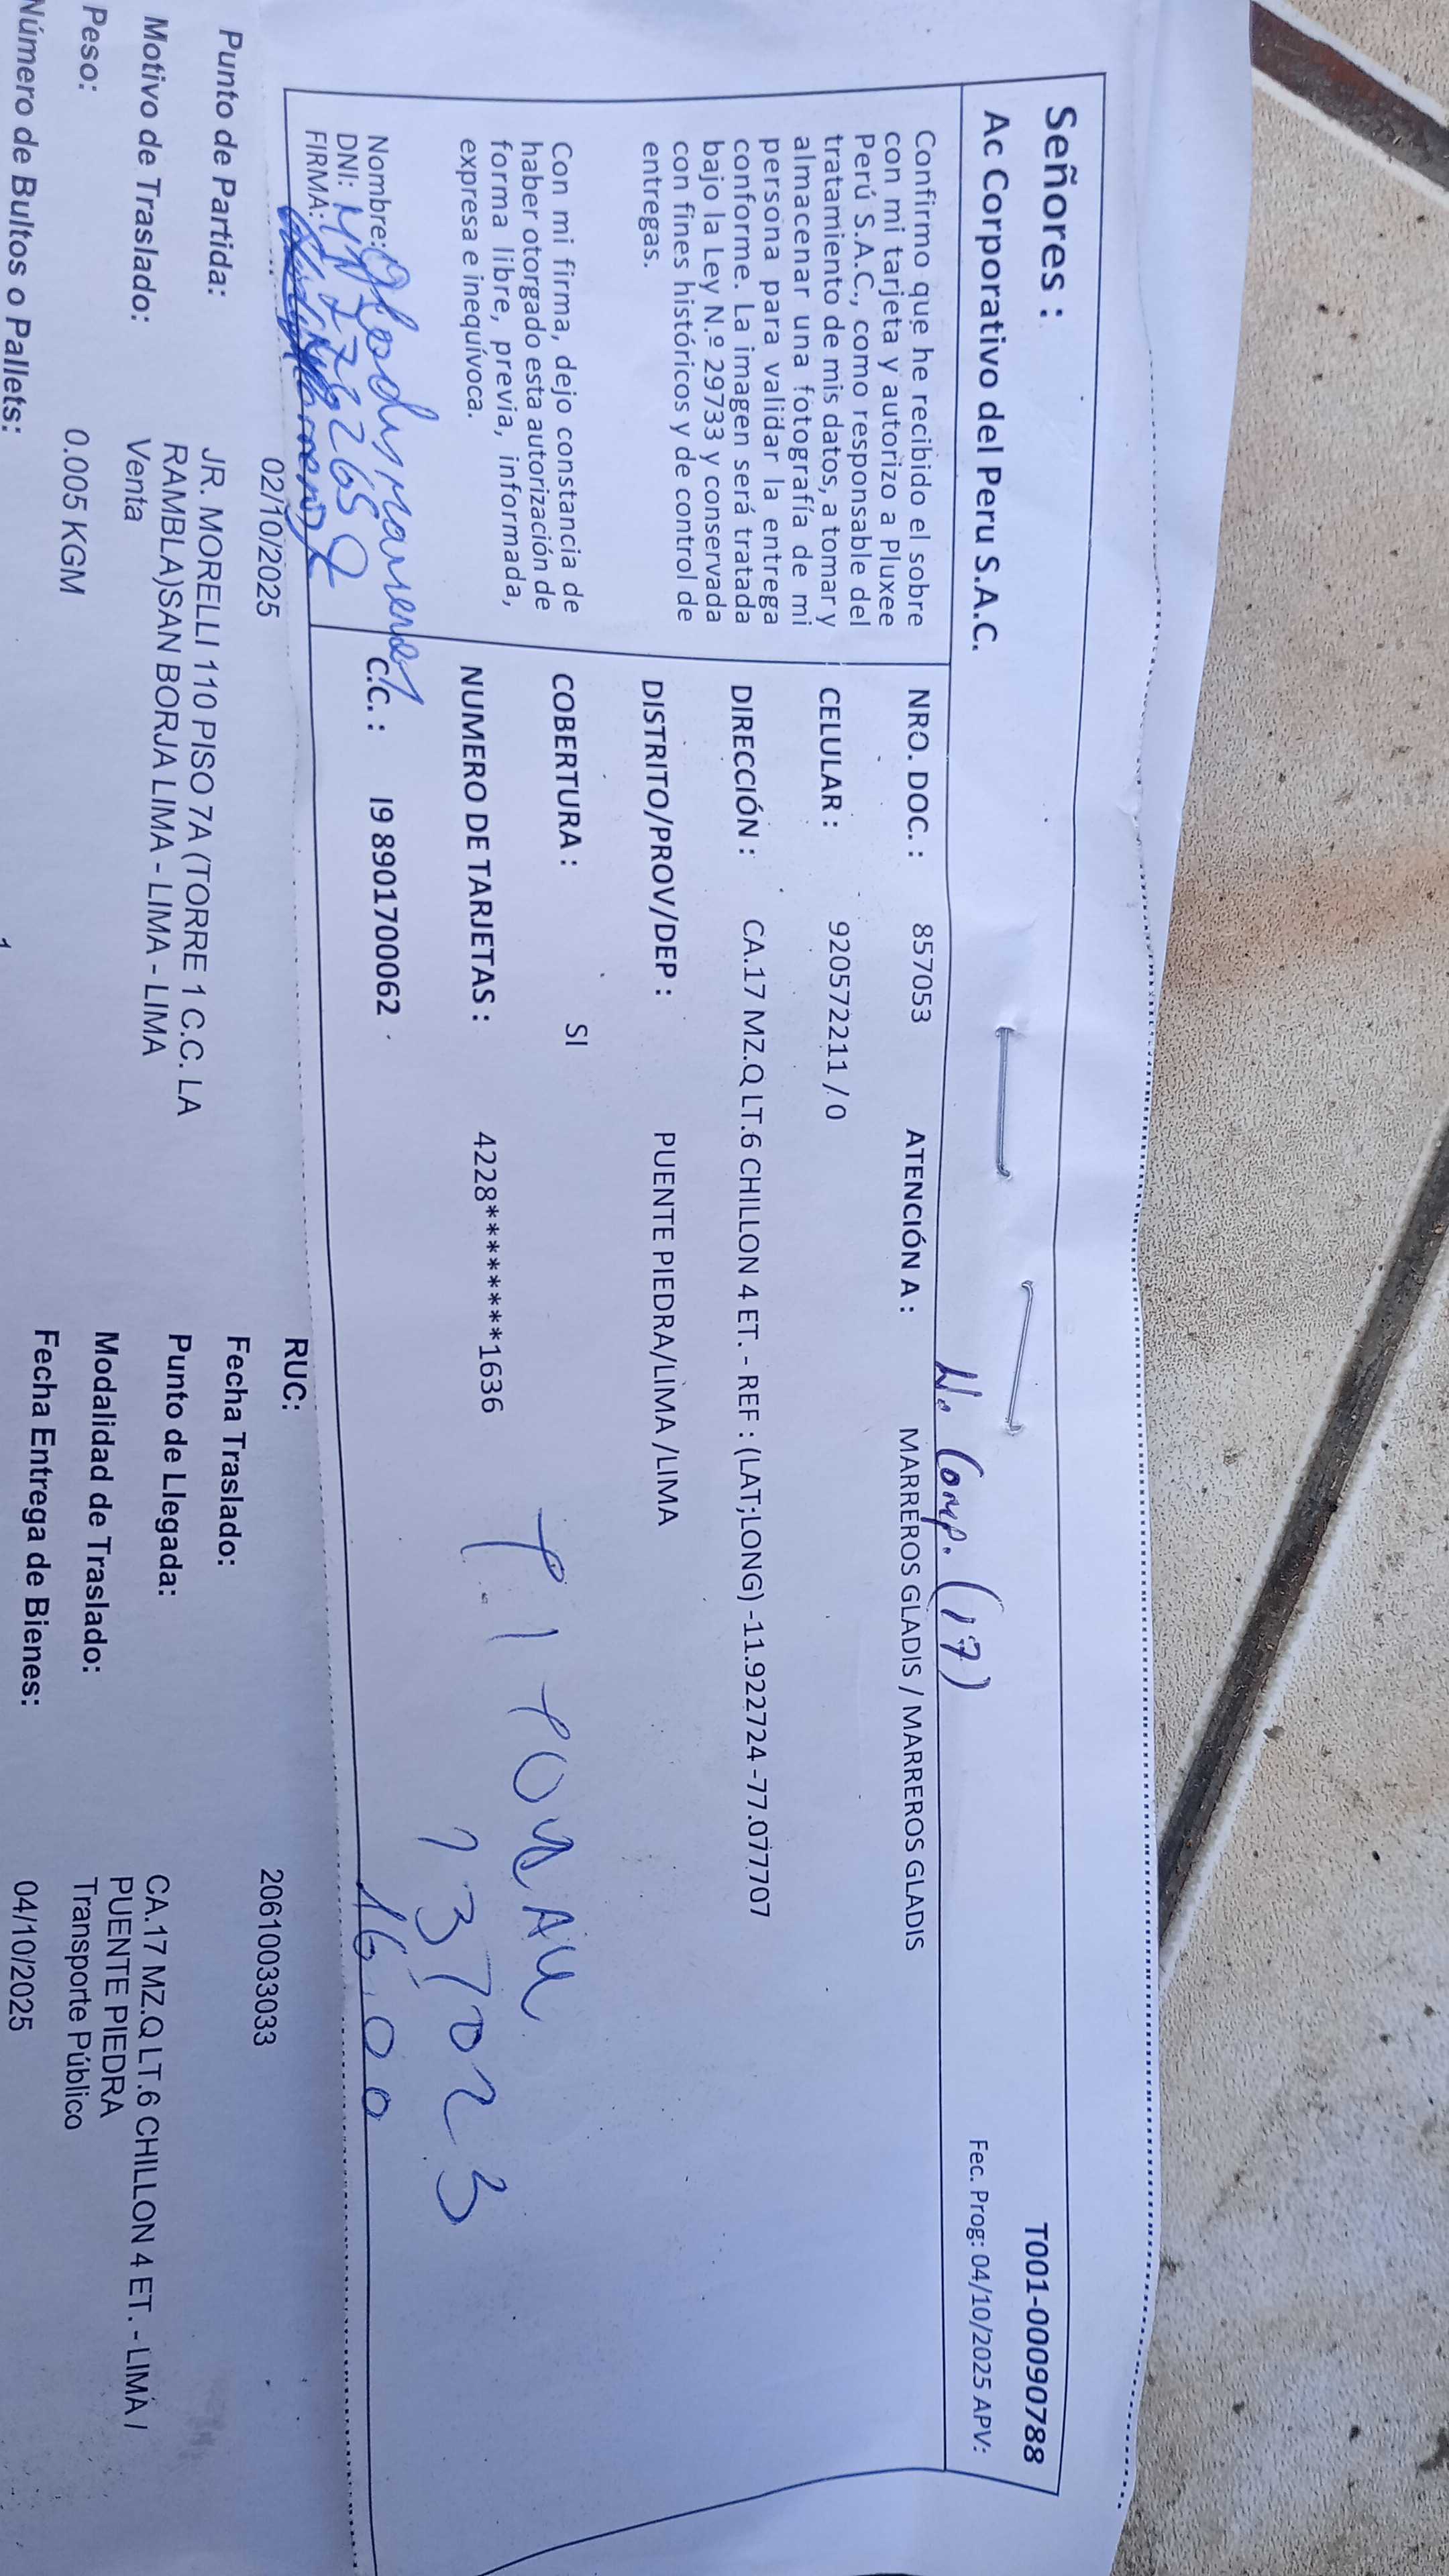 Señores :
T001-00090788
Ac Corporativo del Peru S.A.C.
Fec. Prog: 04/10/2025 APV:
No Comp. (17)
Confirmo que he recibido el sobre
con mi tarjeta y autorizo a Pluxee
Perú S.A.C., como responsable del
tratamiento de mis datos, a tomar y
almacenar una fotografía de mi
persona para validar la entrega
conforme. La imagen será tratada
bajo la Ley N.º 29733 y conservada
con fines históricos y de control de
entregas.
Con mi firma, dejo constancia de
haber otorgado esta autorización de
forma libre, previa, informada,
expresa e inequívoca.
Nombre:
DNI:
FIRMA:
NRO. DOC. : 857053 ATENCIÓN A : MARREROS GLADIS / MARREROS GLADIS
CELULAR : 920572211 / 0
DIRECCIÓN : CA.17 MZ.Q LT.6 CHILLON 4 ET. - REF : (LAT;LONG) -11.922724 -77.077707
DISTRITO/PROV/DEP : PUENTE PIEDRA/LIMA /LIMA
COBERTURA : SI
NUMERO DE TARJETAS : 4228********1636
C.C. : I9 8901700062
137023
16.00
02/10/2025
RUC: 20610033033
Punto de Partida: JR. MORELLI 110 PISO 7A (TORRE 1 C.C. LA
RAMBLA)SAN BORJA LIMA - LIMA - LIMA
Fecha Traslado:
Motivo de Traslado: Venta
Punto de Llegada: CA.17 MZ.Q LT.6 CHILLON 4 ET. - LIMA /
PUENTE PIEDRA
Peso: 0.005 KGM
Modalidad de Traslado: Transporte Público
Número de Bultos o Pallets: 1
Fecha Entrega de Bienes: 04/10/2025